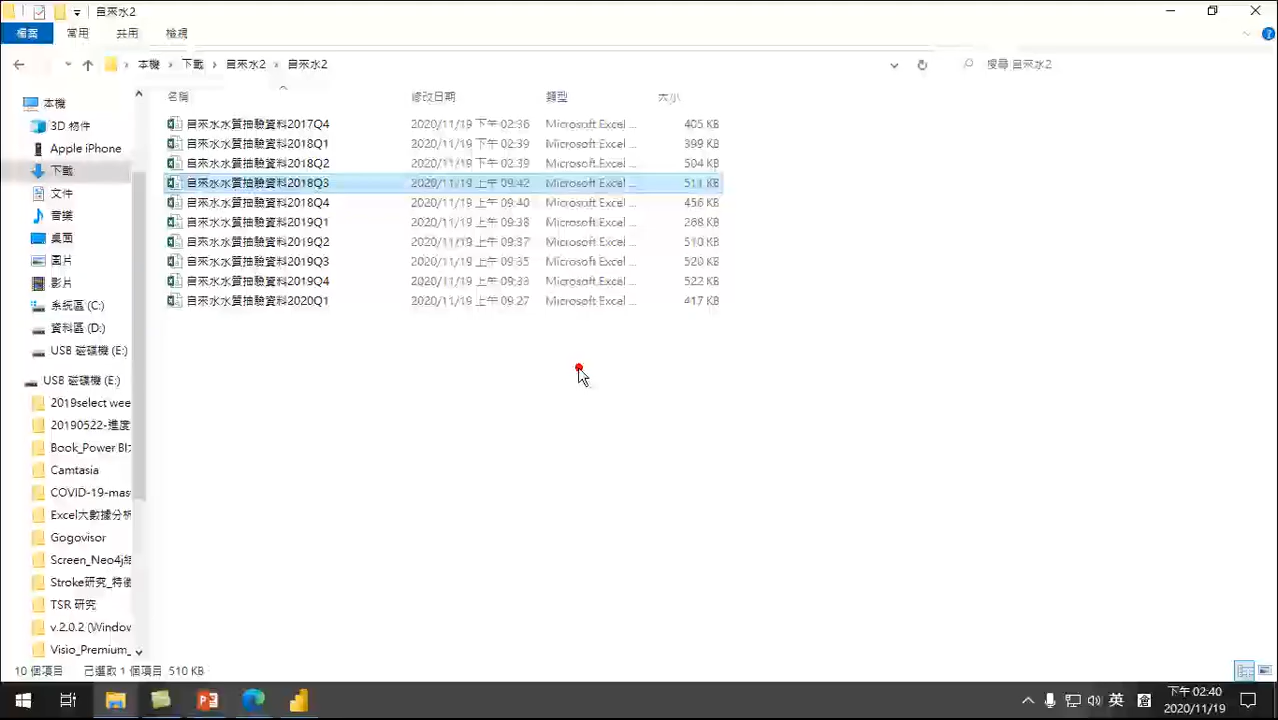 自來水2
檔案 常用 共用 檢視
本機 › 下載 › 自來水2 › 自來水2
搜尋 自來水2
名稱 修改日期 類型 大小
自來水水質抽驗資料2017Q4 2020/11/19 下午 02:36 Microsoft Excel ... 405 KB
自來水水質抽驗資料2018Q1 2020/11/19 下午 02:39 Microsoft Excel ... 399 KB
自來水水質抽驗資料2018Q2 2020/11/19 下午 02:39 Microsoft Excel ... 504 KB
自來水水質抽驗資料2018Q3 2020/11/19 上午 09:42 Microsoft Excel ... 511 KB
自來水水質抽驗資料2018Q4 2020/11/19 上午 09:40 Microsoft Excel ... 456 KB
自來水水質抽驗資料2019Q1 2020/11/19 上午 09:38 Microsoft Excel ... 268 KB
自來水水質抽驗資料2019Q2 2020/11/19 上午 09:37 Microsoft Excel ... 510 KB
自來水水質抽驗資料2019Q3 2020/11/19 上午 09:35 Microsoft Excel ... 520 KB
自來水水質抽驗資料2019Q4 2020/11/19 上午 09:33 Microsoft Excel ... 522 KB
自來水水質抽驗資料2020Q1 2020/11/19 上午 09:27 Microsoft Excel ... 417 KB
本機
3D 物件
Apple iPhone
下載
文件
音樂
桌面
圖片
影片
系統區 (C:)
資料區 (D:)
USB 磁碟機 (E:)
USB 磁碟機 (E:)
2019select wee
20190522-進度
Book_Power BI
Camtasia
COVID-19-mas
Excel大數據分析
Gogovisor
Screen_Neo4j
Stroke研究_特徵
TSR 研究
v.2.0.2 (Window
Visio_Premium_
10 個項目 已選取 1 個項目 510 KB
英 下午 02:40
2020/11/19